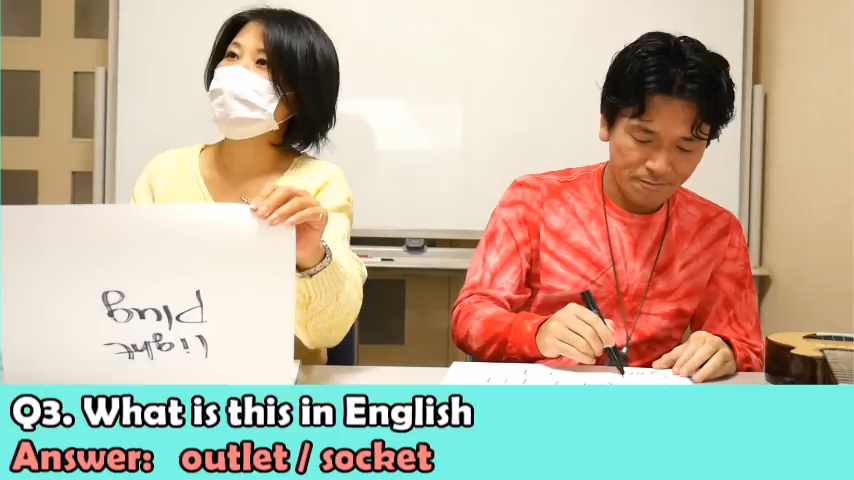 light
Plug
Q3. What is this in English
Answer: outlet / socket